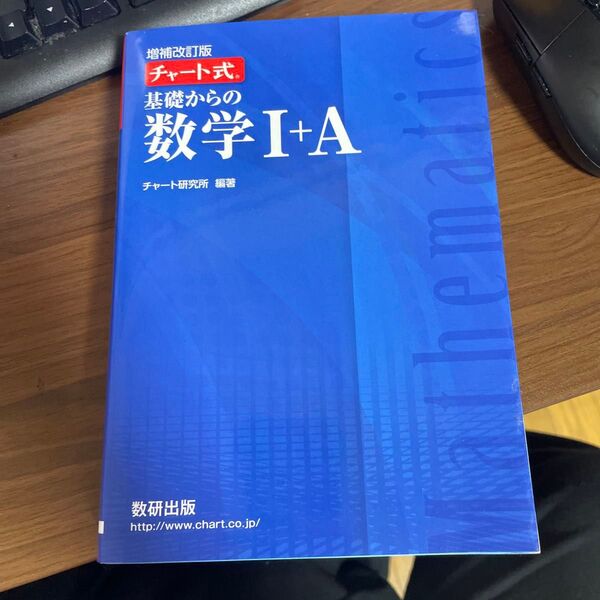 増補改訂版
チャート式®
基礎からの
数学I+A
チャート研究所 編著
Mathematics
数研出版
http://www.chart.co.jp/